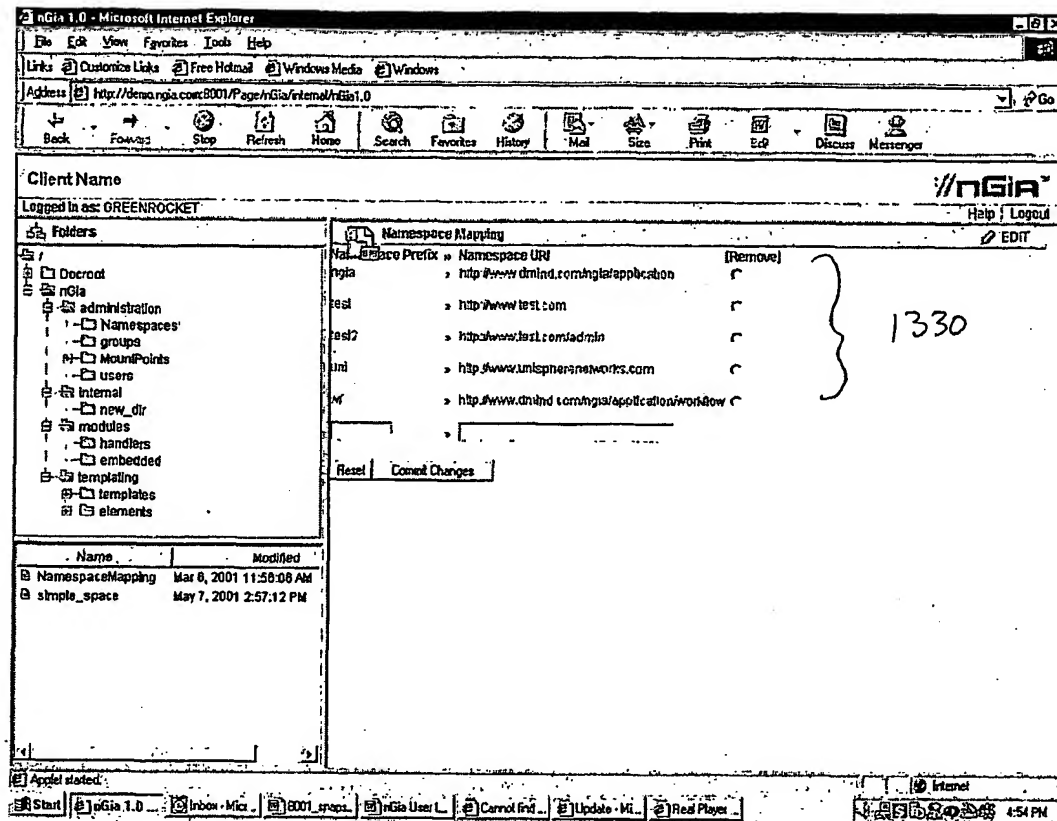 nGia 1.0 - Microsoft Internet Explorer
File Edit View Favorites Tools Help
Links Customize Links Free Hotmail Windows Media Windows
Address http://demo.ngia.com:8001/Page/nGia/internal/nGia1.0 Go
Back Forward Stop Refresh Home Search Favorites History Mail Size Print Edit Discuss Messenger
Client Name
://nGia™
Logged in as: GREENROCKET
Help | Logout
Folders
/
Docroot
nGia
administration
Namespaces
groups
MountPoints
users
internal
new_dir
modules
handlers
embedded
templating
templates
elements
Name Modified
NamespaceMapping Mar 8, 2001 11:58:08 AM
simple_space May 7, 2001 2:57:12 PM
Namespace Mapping EDIT
Prefix » Namespace URI [Remove]
ngia » http://www.dmind.com/ngia/application
test » http://www.test.com
test2 » http://www.test.com/admin
uni » http://www.unispherenetworks.com
wf » http://www.dmind.com/ngia/application/workflow
»
Reset Commit Changes
1330
Applet started. Internet
Start nGia 1.0 ... Inbox - Micr... 8001_snaps... nGia User L... Cannot find ... Update - Mi... Real Player ... 4:54 PM